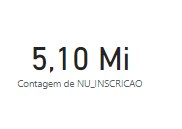 5,10 Mi
Contagem de NU_INSCRICAO